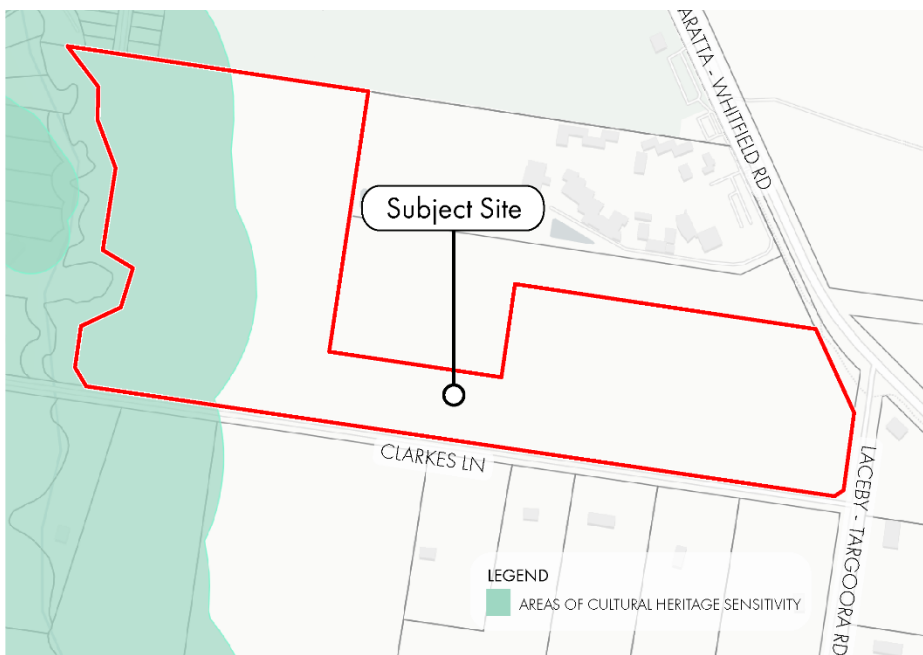 ARATTA - WHITFIELD RD
Subject Site
CLARKES LN
LACEBY - TARGOORA RD
LEGEND
AREAS OF CULTURAL HERITAGE SENSITIVITY